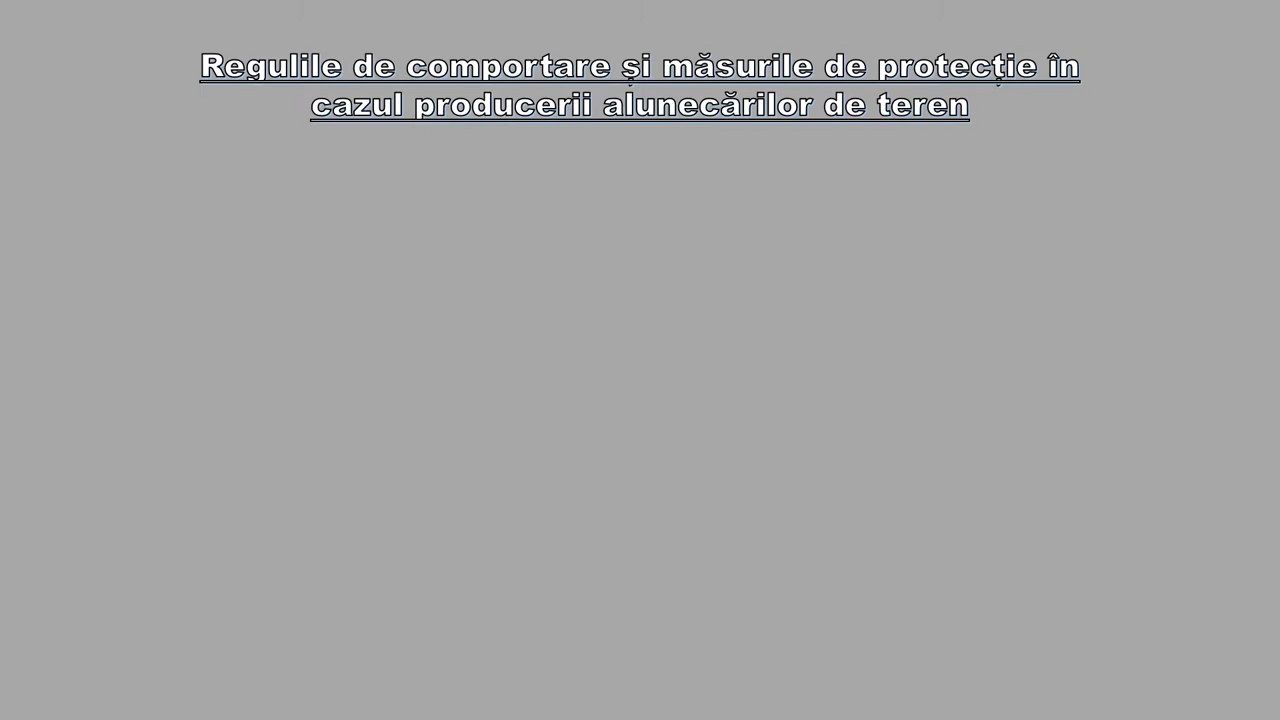 Regulile de comportare și măsurile de protecție în
cazul producerii alunecărilor de teren